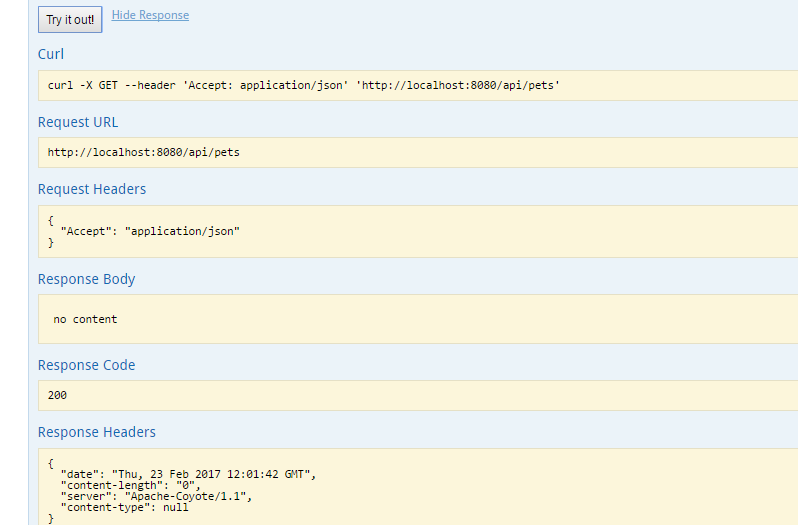 Try it out! Hide Response
Curl
curl -X GET --header 'Accept: application/json' 'http://localhost:8080/api/pets'
Request URL
http://localhost:8080/api/pets
Request Headers
{
  "Accept": "application/json"
}
Response Body
no content
Response Code
200
Response Headers
{
  "date": "Thu, 23 Feb 2017 12:01:42 GMT",
  "content-length": "0",
  "server": "Apache-Coyote/1.1",
  "content-type": null
}